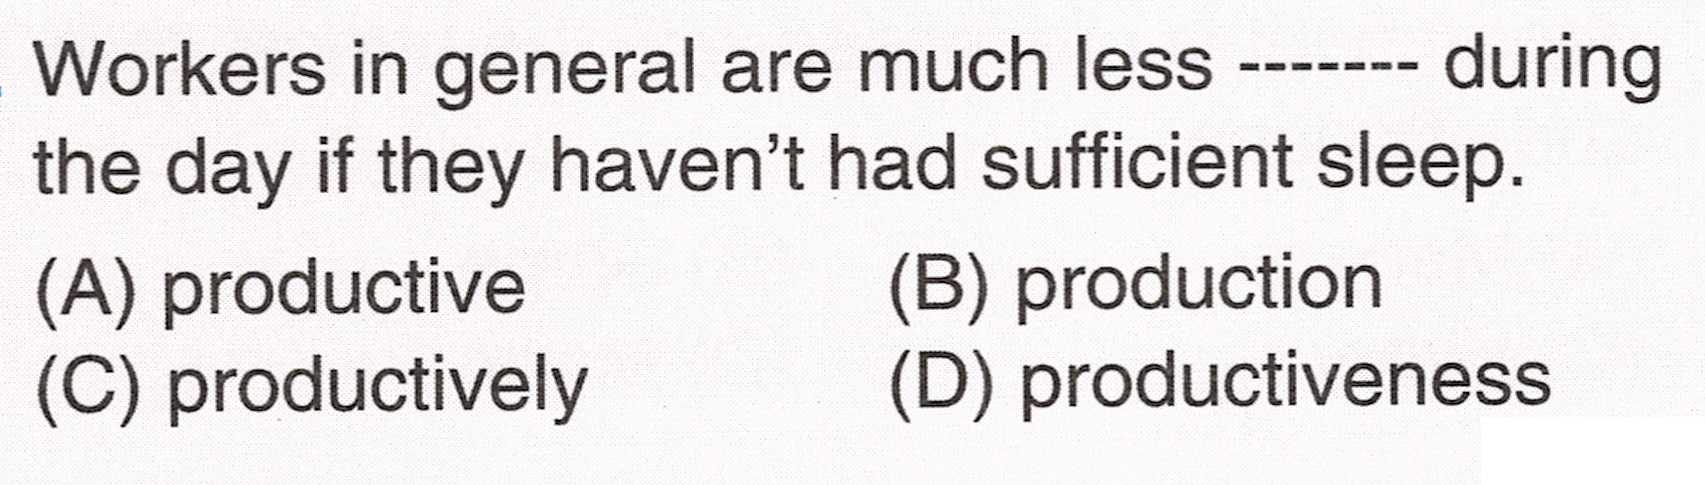 Workers in general are much less ------- during
the day if they haven't had sufficient sleep.
(A) productive (B) production
(C) productively (D) productiveness